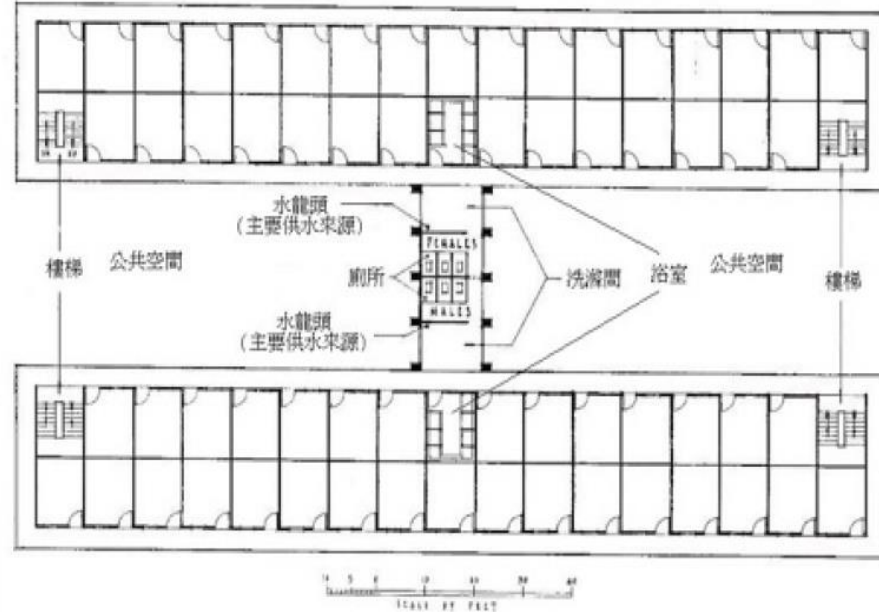 水龍頭
(主要供水來源)
FEMALES
樓梯
公共空間
廁所
洗滌間
浴室
公共空間
樓梯
MALES
水龍頭
(主要供水來源)
SCALE OF FEET